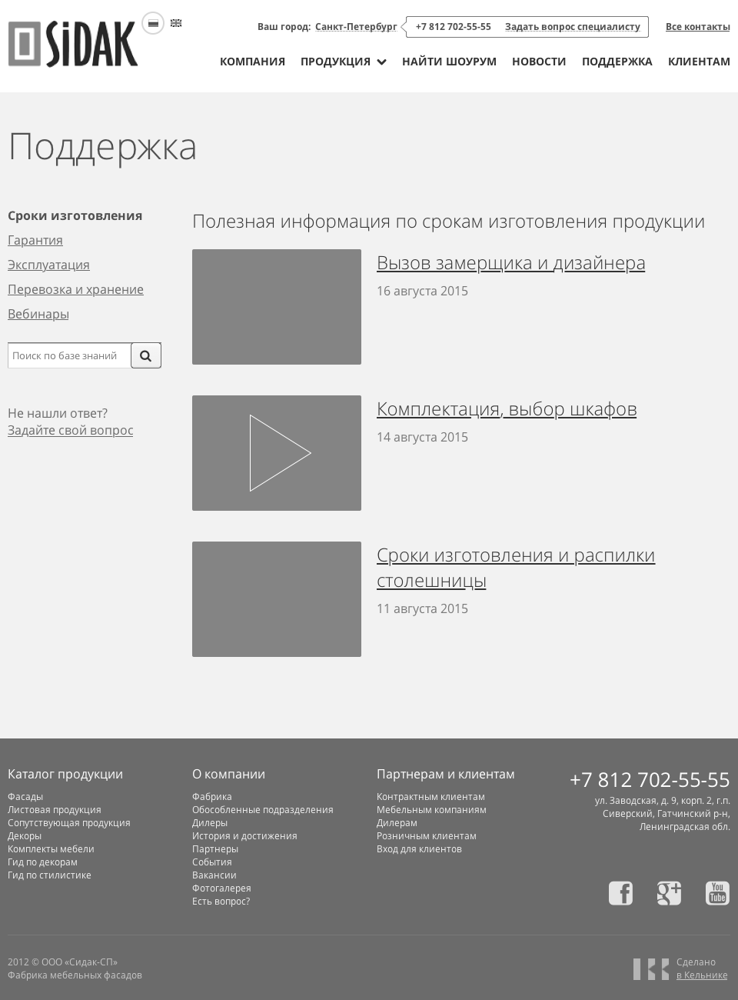 SiDAK
Ваш город: Санкт-Петербург
+7 812 702-55-55 Задать вопрос специалисту
Все контакты
КОМПАНИЯ ПРОДУКЦИЯ НАЙТИ ШОУРУМ НОВОСТИ ПОДДЕРЖКА КЛИЕНТАМ
Поддержка
Сроки изготовления
Гарантия
Эксплуатация
Перевозка и хранение
Вебинары
Поиск по базе знаний
Не нашли ответ?
Задайте свой вопрос
Полезная информация по срокам изготовления продукции
Вызов замерщика и дизайнера
16 августа 2015
Комплектация, выбор шкафов
14 августа 2015
Сроки изготовления и распилки
столешницы
11 августа 2015
Каталог продукции
Фасады
Листовая продукция
Сопутствующая продукция
Декоры
Комплекты мебели
Гид по декорам
Гид по стилистике
О компании
Фабрика
Обособленные подразделения
Дилеры
История и достижения
Партнеры
События
Вакансии
Фотогалерея
Есть вопрос?
Партнерам и клиентам
Контрактным клиентам
Мебельным компаниям
Дилерам
Розничным клиентам
Вход для клиентов
+7 812 702-55-55
ул. Заводская, д. 9, корп. 2, г.п.
Сиверский, Гатчинский р-н,
Ленинградская обл.
You
Tube
2012 © ООО «Сидак-СП»
Фабрика мебельных фасадов
Сделано
в Кельнике